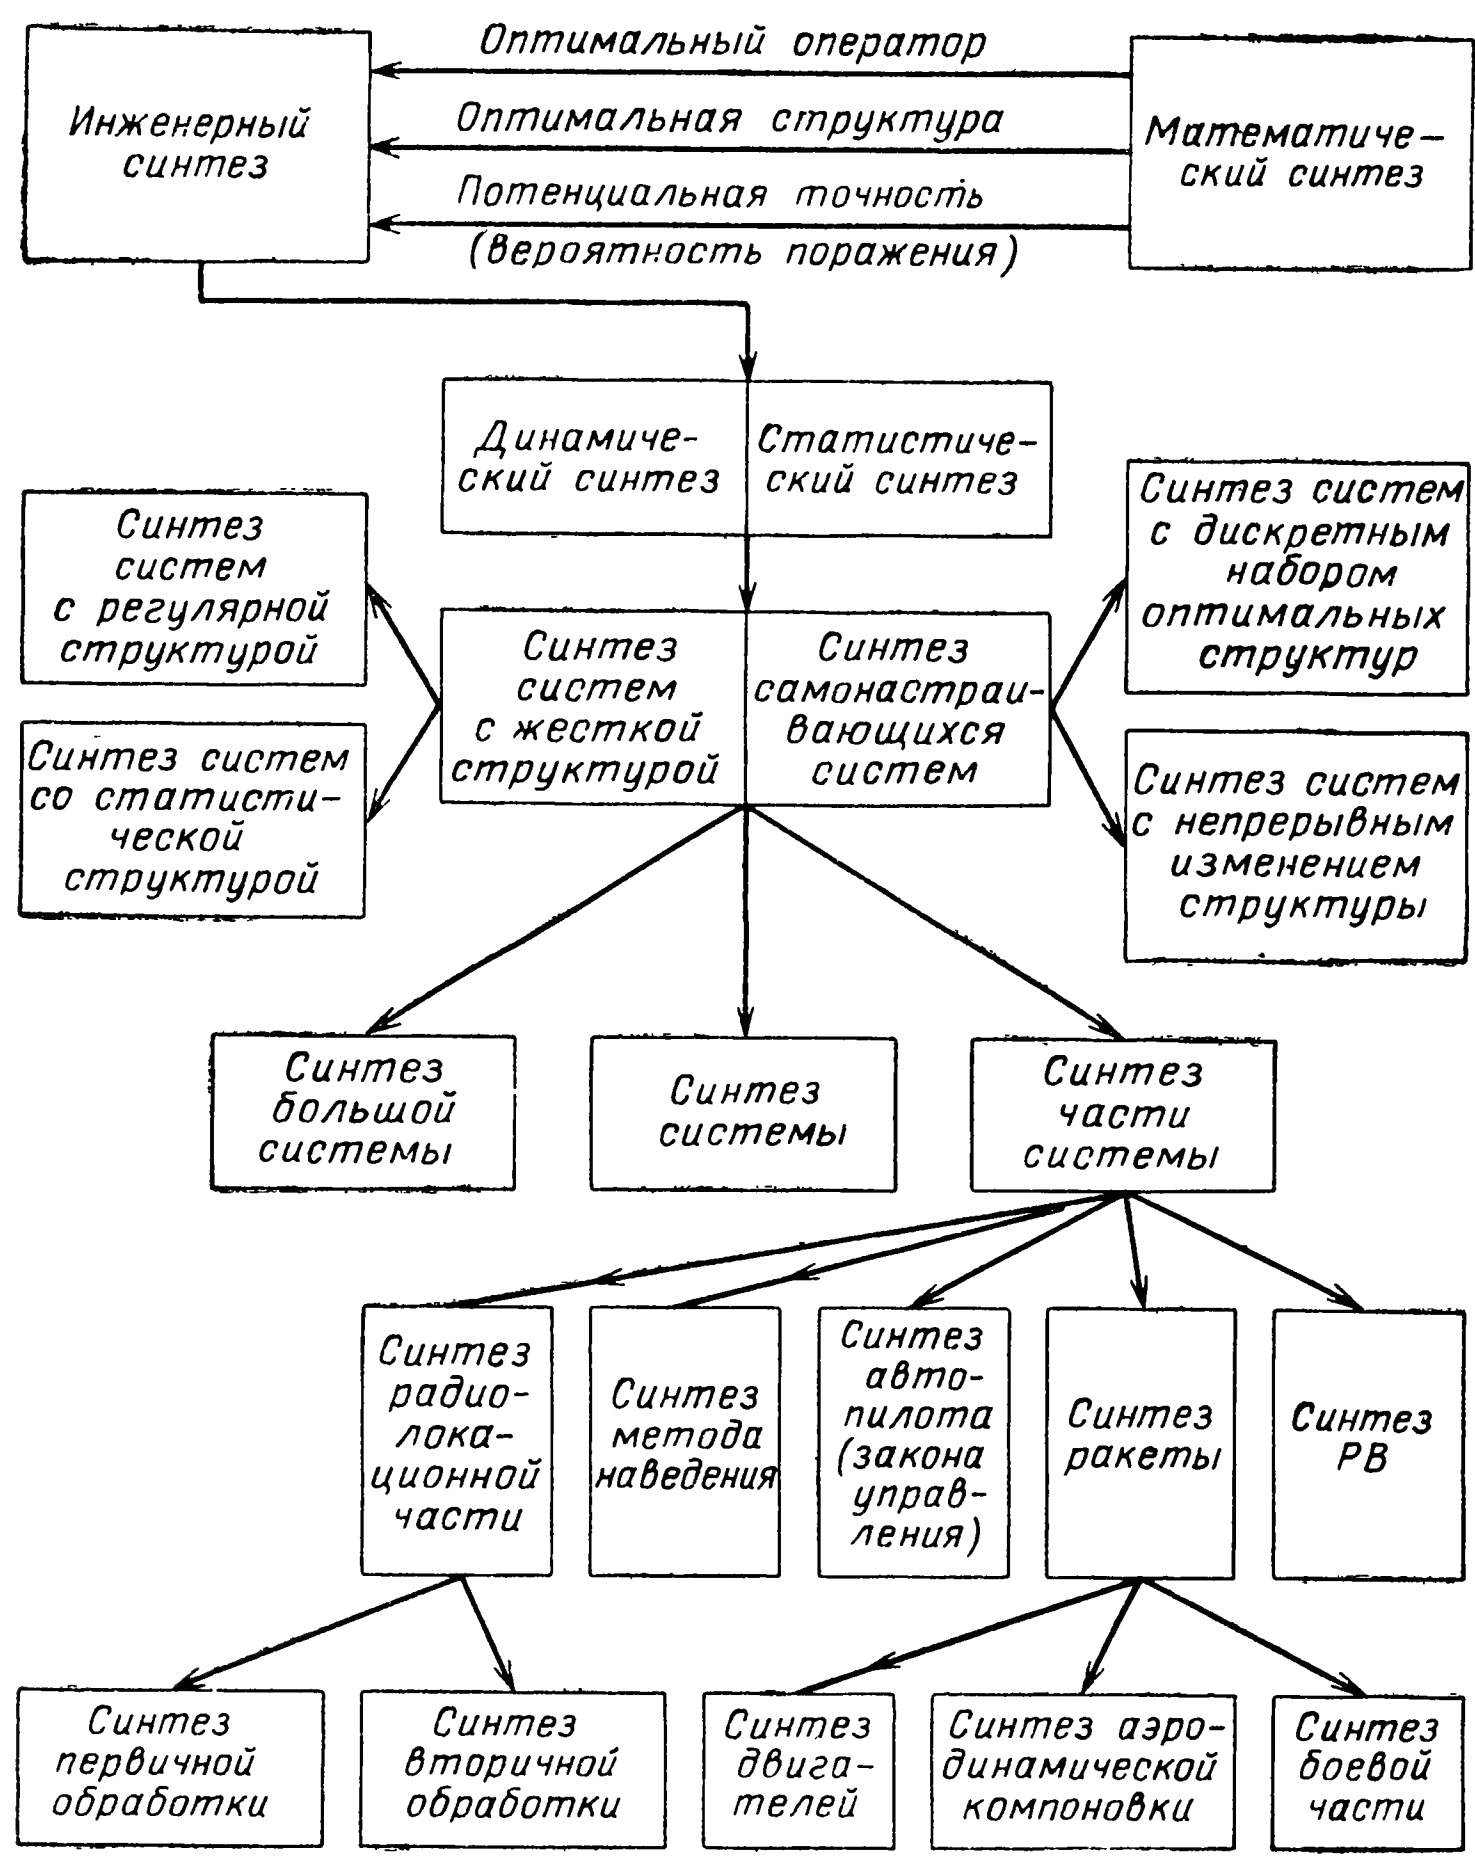 Оптимальный оператор
Инженерный
синтез
Оптимальная структура
Математиче-
ский синтез
Потенциальная точность
(вероятность поражения)
Динамиче-
ский синтез
Статистиче-
ский синтез
Синтез
систем
с регулярной
структурой
Синтез систем
с дискретным
набором
оптимальных
структур
Синтез
систем
с жесткой
структурой
Синтез
самонастраи-
вающихся
систем
Синтез систем
со статисти-
ческой
структурой
Синтез систем
с непрерывным
изменением
структуры
Синтез
большой
системы
Синтез
системы
Синтез
части
системы
Синтез
радио-
лока-
ционной
части
Синтез
метода
наведения
Синтез
авто-
пилота
(закона
управ-
ления)
Синтез
ракеты
Синтез
РВ
Синтез
первичной
обработки
Синтез
вторичной
обработки
Синтез
двига-
телей
Синтез аэро-
динамической
компоновки
Синтез
боевой
части